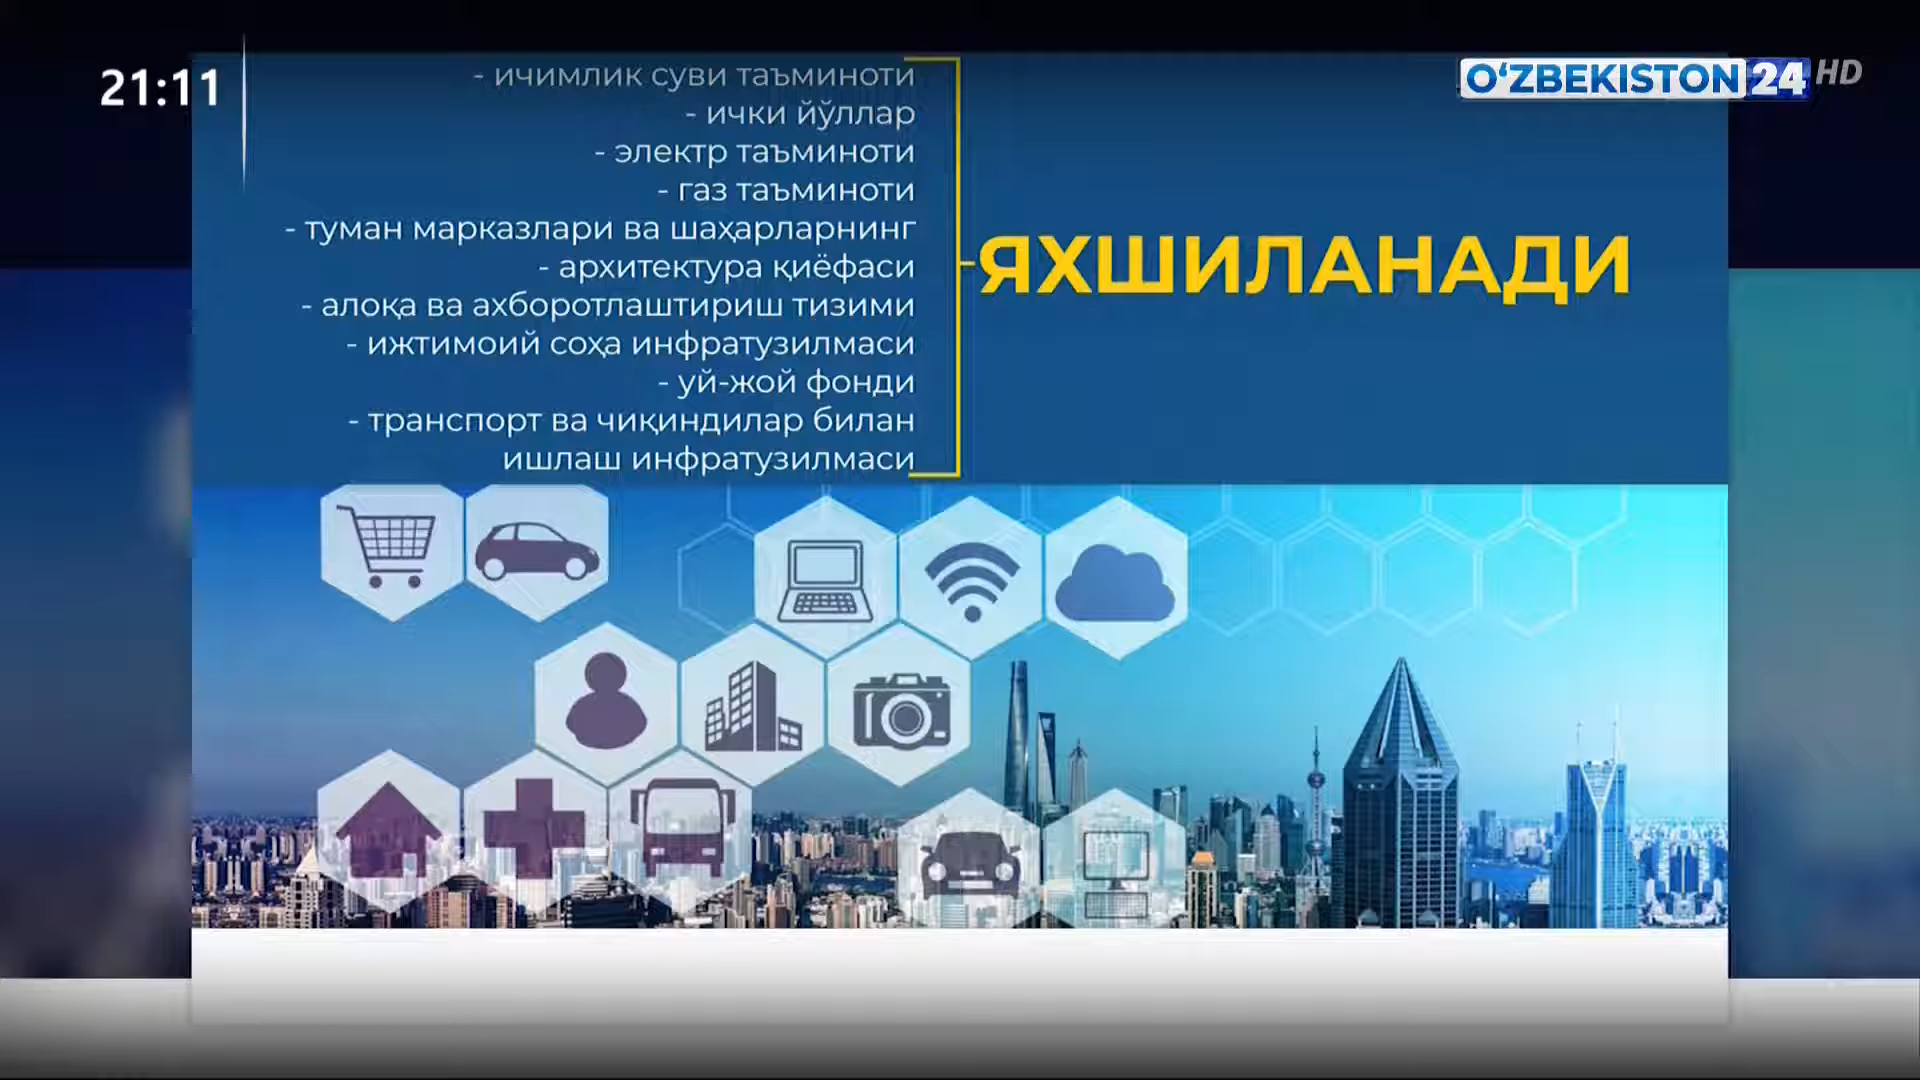 21:11
O‘ZBEKISTON 24 HD
- ичимлик суви таъминоти
- ички йўллар
- электр таъминоти
- газ таъминоти
- туман марказлари ва шаҳарларнинг
- архитектура қиёфаси
- алоқа ва ахборотлаштириш тизими
- ижтимоий соҳа инфратузилмаси
- уй-жой фонди
- транспорт ва чиқиндилар билан
ишлаш инфратузилмаси
ЯХШИЛАНАДИ